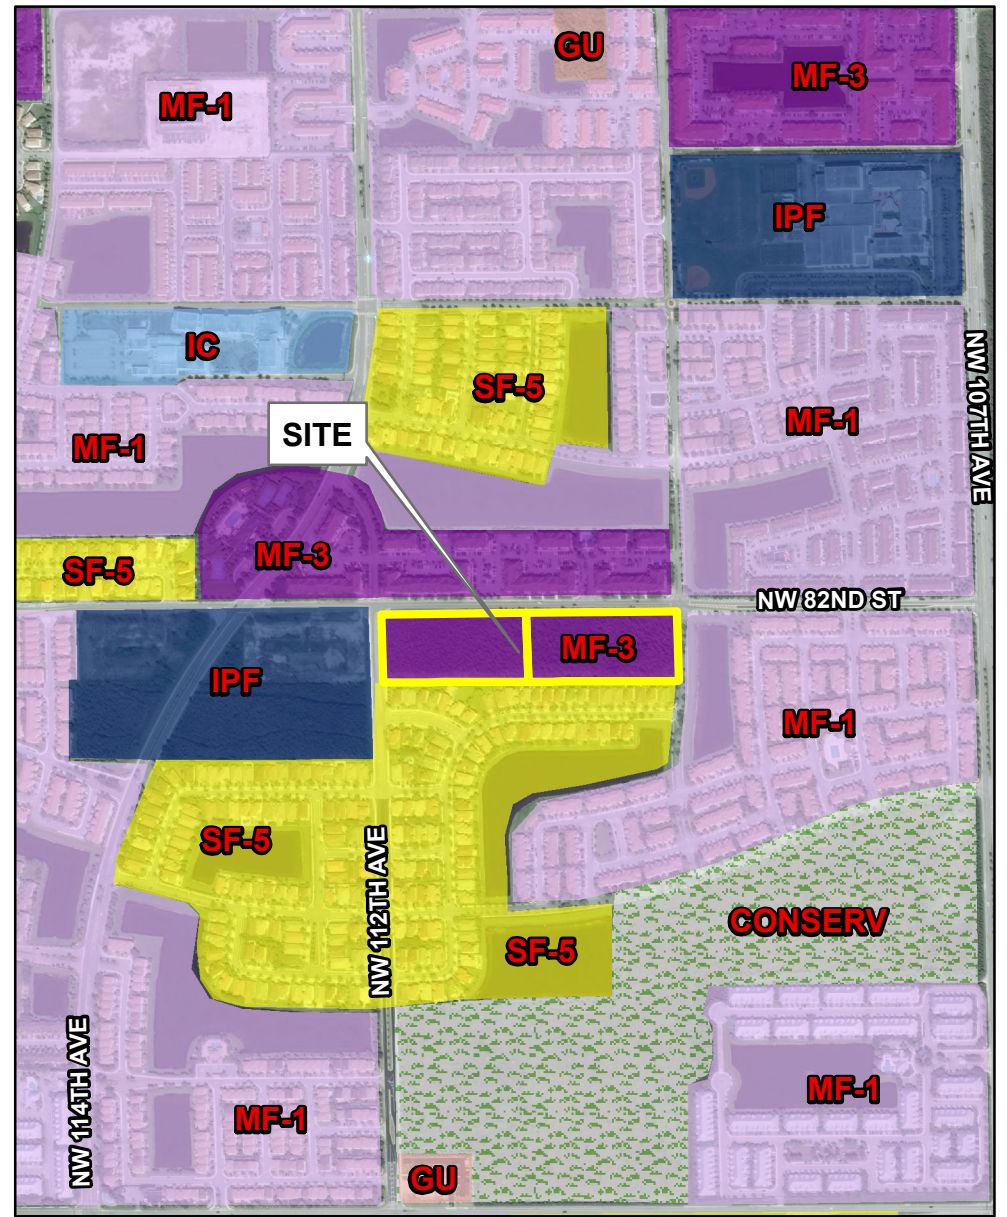 GU
MF-3
MF-1
IPF
IC
SF-5
MF-1
MF-1
SITE
NW 107TH AVE
MF-3
SF-5
NW 82ND ST
MF-3
IPF
MF-1
SF-5
NW 112TH AVE
CONSERV
SF-5
NW 114TH AVE
MF-1
MF-1
GU